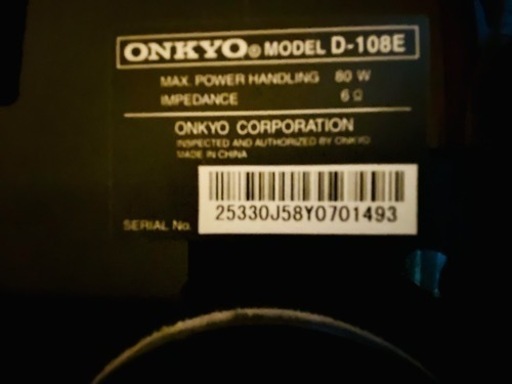 ONKYO® MODEL D-108E
MAX. POWER HANDLING 80 W
IMPEDANCE 6 Ω
ONKYO CORPORATION
INSPECTED AND AUTHORIZED BY ONKYO
MADE IN CHINA
25330J58Y0701493
SERIAL No.